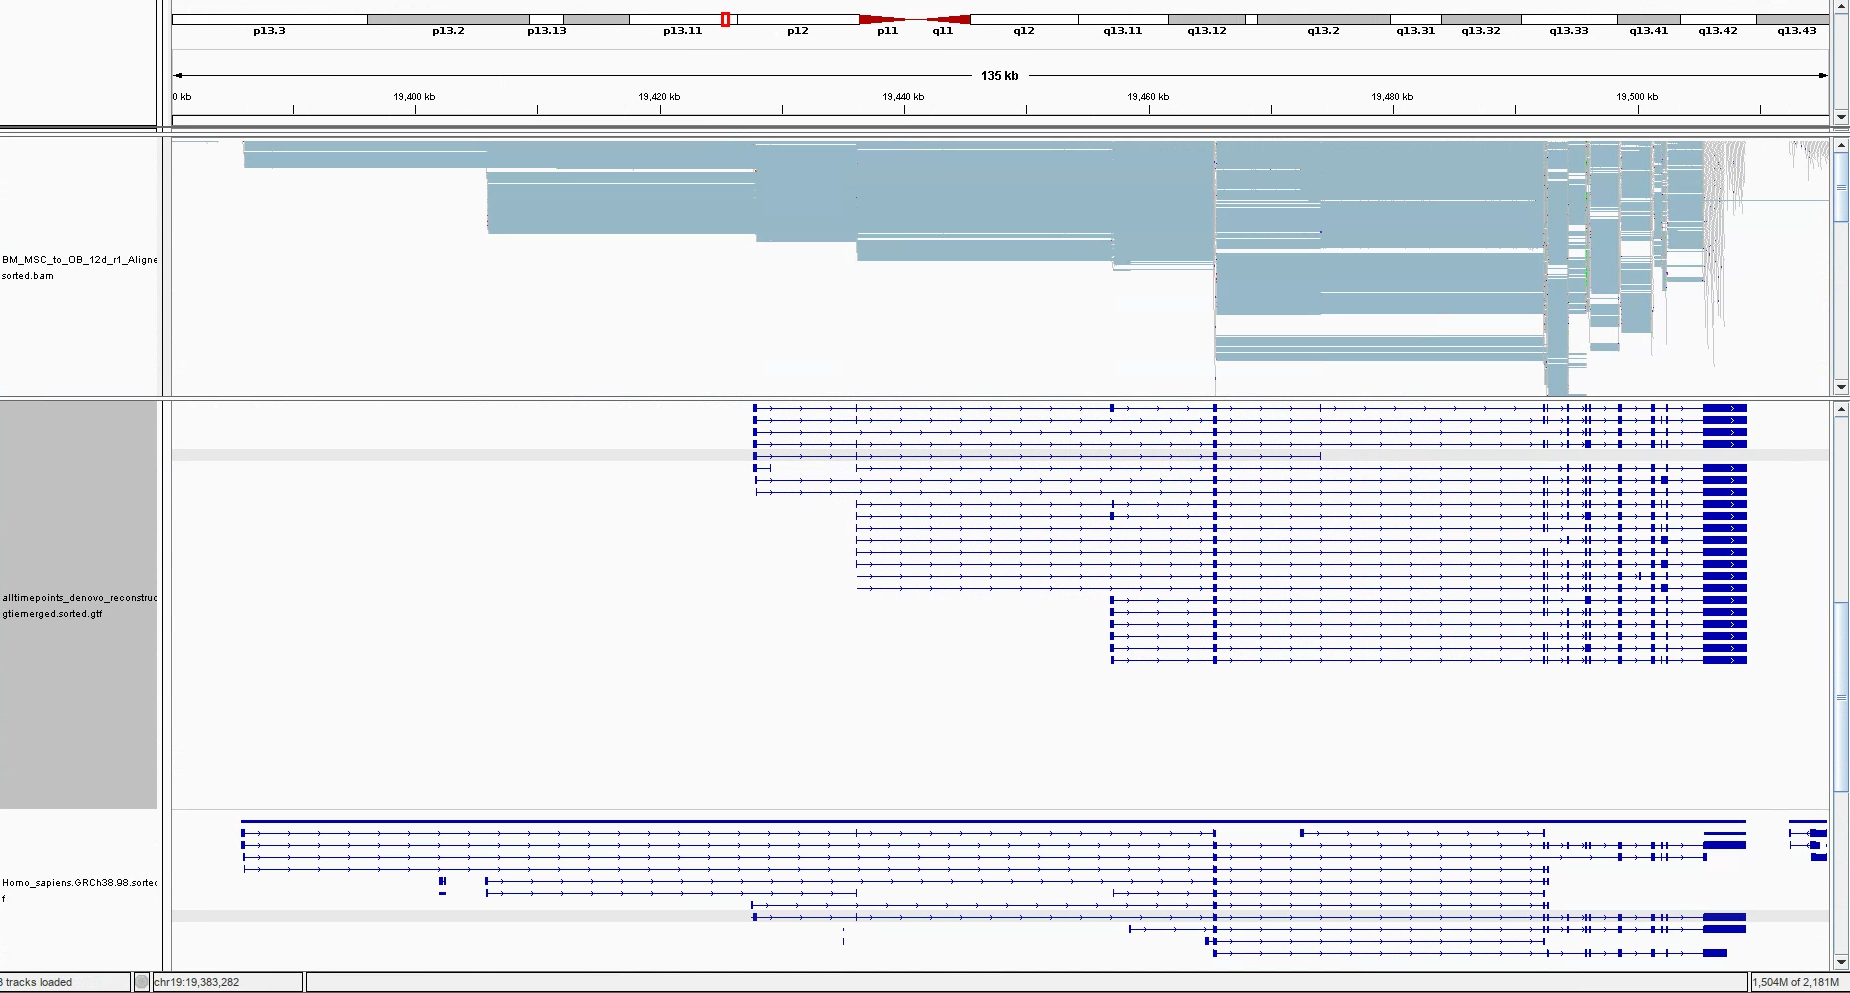 p13.3 p13.2 p13.13 p13.11 p12 p11 q11 q12 q13.11 q13.12 q13.2 q13.31 q13.32 q13.33 q13.41 q13.42 q13.43
135 kb
0 kb 19,400 kb 19,420 kb 19,440 kb 19,460 kb 19,480 kb 19,500 kb
BM_MSC_to_OB_12d_r1_Aligne
sorted.bam
alltimepoints_denovo_reconstruc
gtiemerged.sorted.gtf
Homo_sapiens.GRCh38.98.sorted
f
3 tracks loaded chr19:19,383,282 1,504M of 2,181M